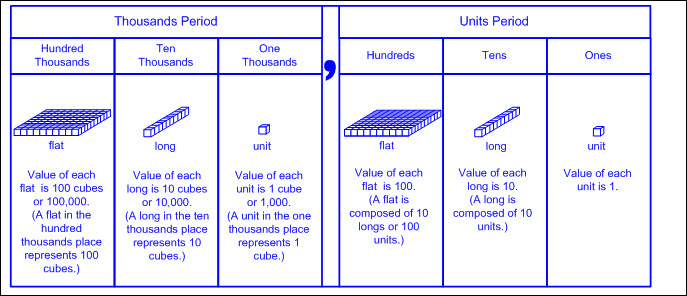 Thousands Period
Units Period
Hundred
Thousands
Ten
Thousands
One
Thousands
,
Hundreds
Tens
Ones
flat
long
unit
flat
long
unit
Value of each
flat is 100 cubes
or 100,000.
(A flat in the
hundred
thousands place
represents 100
cubes.)
Value of each
long is 10 cubes
or 10,000.
(A long in the ten
thousands place
represents 10
cubes.)
Value of each
unit is 1 cube
or 1,000.
(A unit in the one
thousands place
represents 1
cube.)
Value of each
flat is 100.
(A flat is
composed of 10
longs or 100
units.)
Value of each
long is 10.
(A long is
composed of 10
units.)
Value of each
unit is 1.